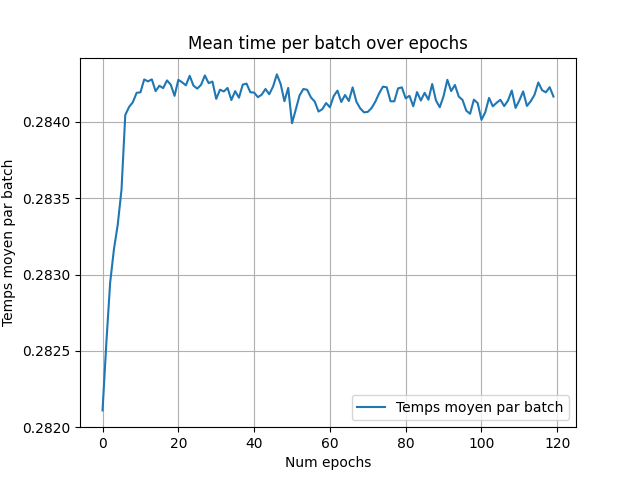 Mean time per batch over epochs
Temps moyen par batch
0.2840
0.2835
0.2830
0.2825
0.2820
Temps moyen par batch
0 20 40 60 80 100 120
Num epochs